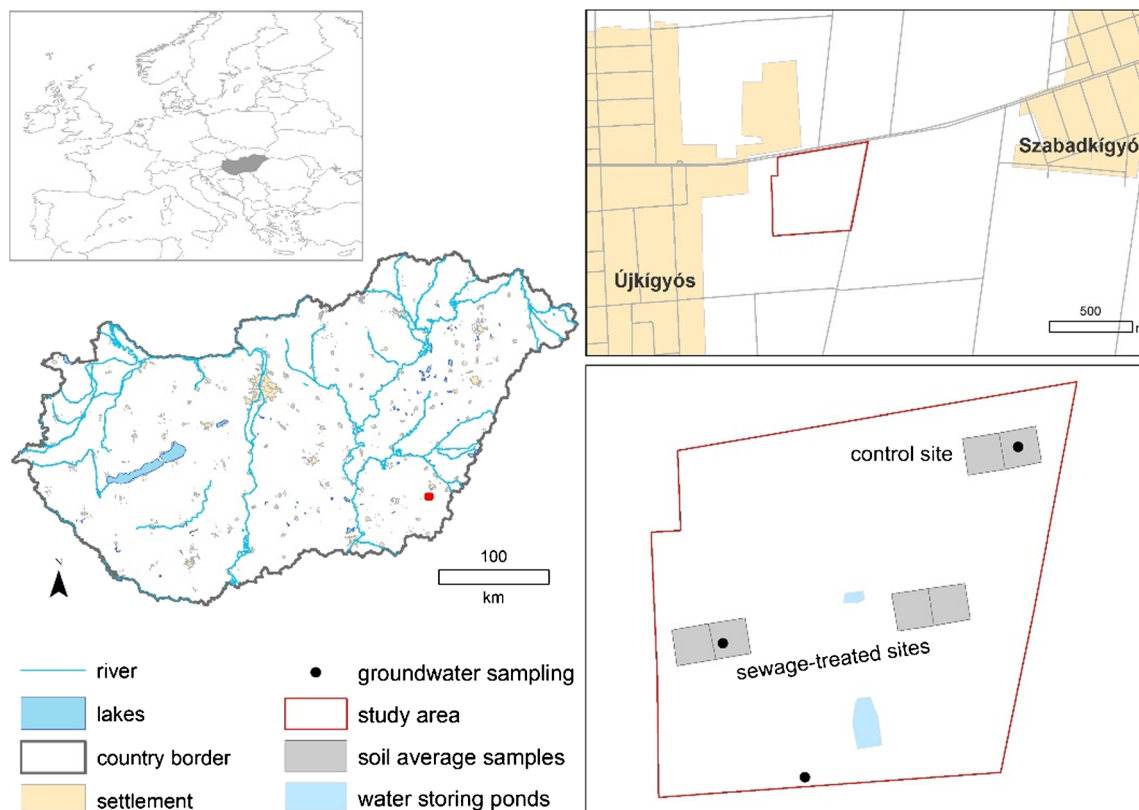 Szabadkígyó
Újkígyós
500
N
100
km
control site
sewage-treated sites
river
lakes
country border
settlement
groundwater sampling
study area
soil average samples
water storing ponds